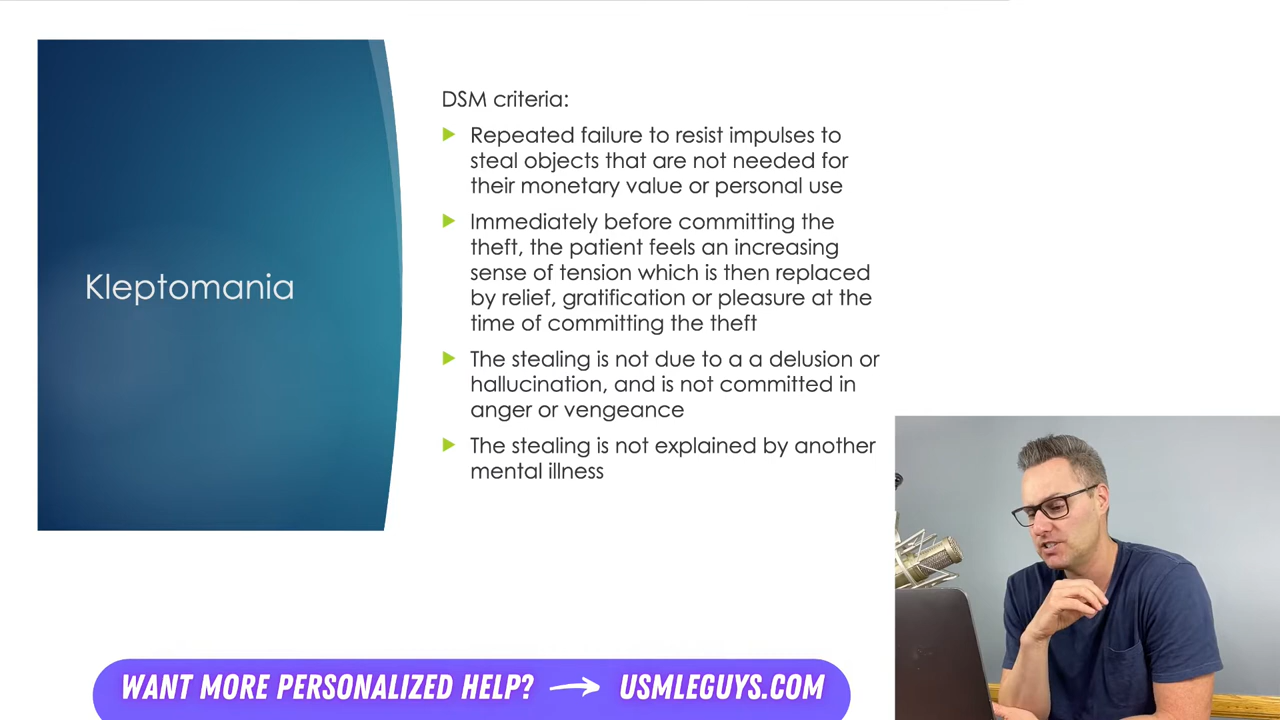 Kleptomania
DSM criteria:
Repeated failure to resist impulses to
steal objects that are not needed for
their monetary value or personal use
Immediately before committing the
theft, the patient feels an increasing
sense of tension which is then replaced
by relief, gratification or pleasure at the
time of committing the theft
The stealing is not due to a a delusion or
hallucination, and is not committed in
anger or vengeance
The stealing is not explained by another
mental illness
WANT MORE PERSONALIZED HELP? → USMLEGUYS.COM